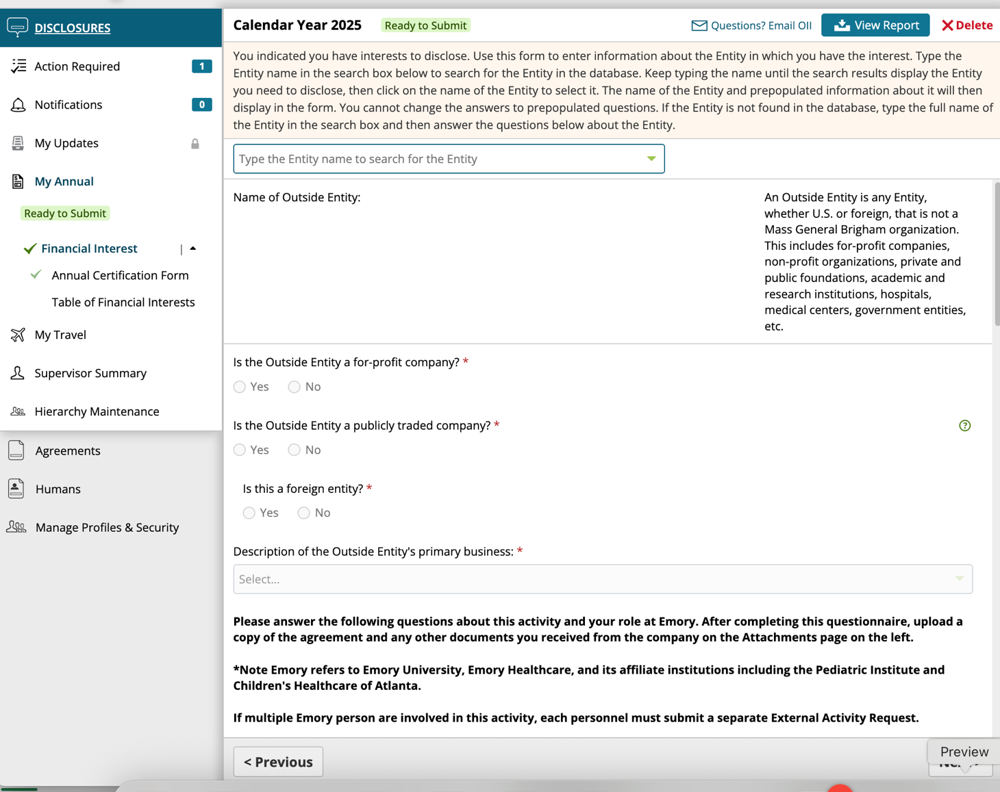 DISCLOSURES
Action Required
1
Notifications
0
My Updates
My Annual
Ready to Submit
Financial Interest
|
Annual Certification Form
Table of Financial Interests
My Travel
Supervisor Summary
Hierarchy Maintenance
Agreements
Humans
Manage Profiles & Security
Calendar Year 2025
Ready to Submit
Questions? Email OII
View Report
Delete
You indicated you have interests to disclose. Use this form to enter information about the Entity in which you have the interest. Type the
Entity name in the search box below to search for the Entity in the database. Keep typing the name until the search results display the Entity
you need to disclose, then click on the name of the Entity to select it. The name of the Entity and prepopulated information about it will then
display in the form. You cannot change the answers to prepopulated questions. If the Entity is not found in the database, type the full name of
the Entity in the search box and then answer the questions below about the Entity.
Type the Entity name to search for the Entity
Name of Outside Entity:
An Outside Entity is any Entity,
whether U.S. or foreign, that is not a
Mass General Brigham organization.
This includes for-profit companies,
non-profit organizations, private and
public foundations, academic and
research institutions, hospitals,
medical centers, government entities,
etc.
Is the Outside Entity a for-profit company? *
Yes No
Is the Outside Entity a publicly traded company? *
?
Yes No
Is this a foreign entity? *
Yes No
Description of the Outside Entity's primary business: *
Select...
Please answer the following questions about this activity and your role at Emory. After completing this questionnaire, upload a
copy of the agreement and any other documents you received from the company on the Attachments page on the left.
*Note Emory refers to Emory University, Emory Healthcare, and its affiliate institutions including the Pediatric Institute and
Children's Healthcare of Atlanta.
If multiple Emory person are involved in this activity, each personnel must submit a separate External Activity Request.
< Previous
Preview